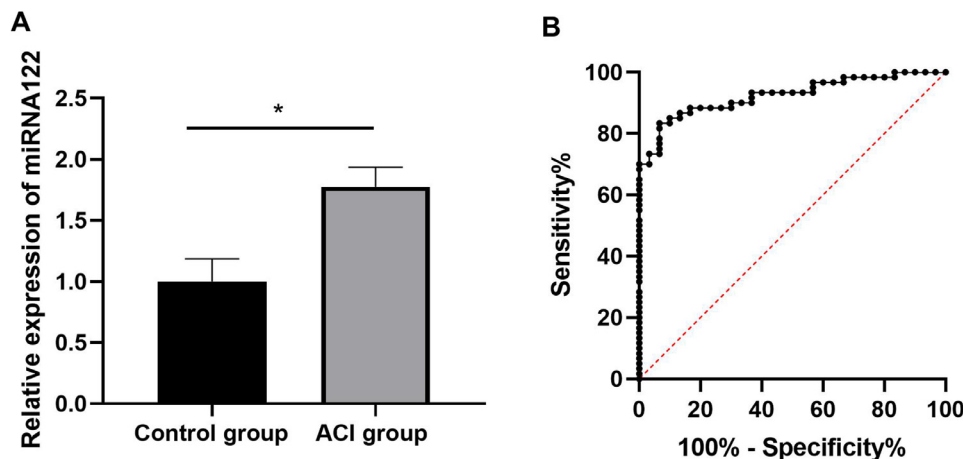 A
Relative expression of miRNA122
2.5
2.0
1.5
1.0
0.5
0.0
*
Control group
ACI group
B
Sensitivity%
100
80
60
40
20
0
0 20 40 60 80 100
100% - Specificity%